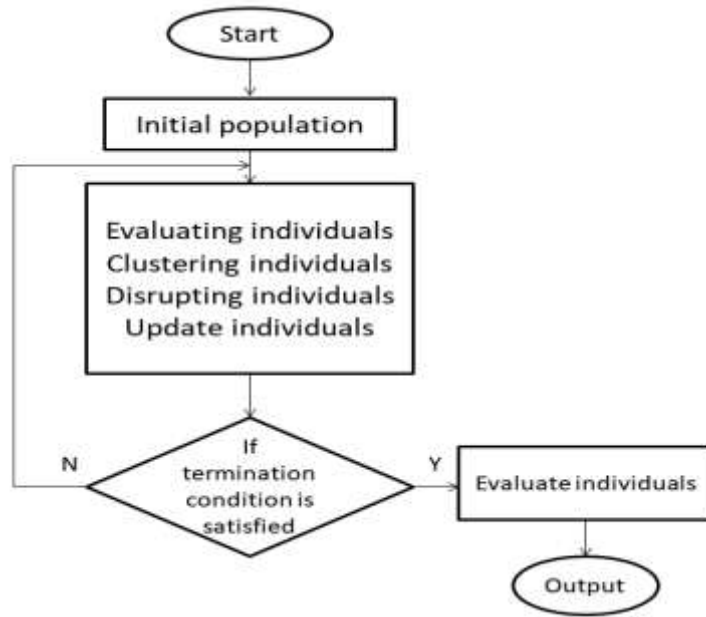 Start
Initial population
Evaluating individuals
Clustering individuals
Disrupting individuals
Update individuals
If
termination
condition is
satisfied
N
Y
Evaluate individuals
Output